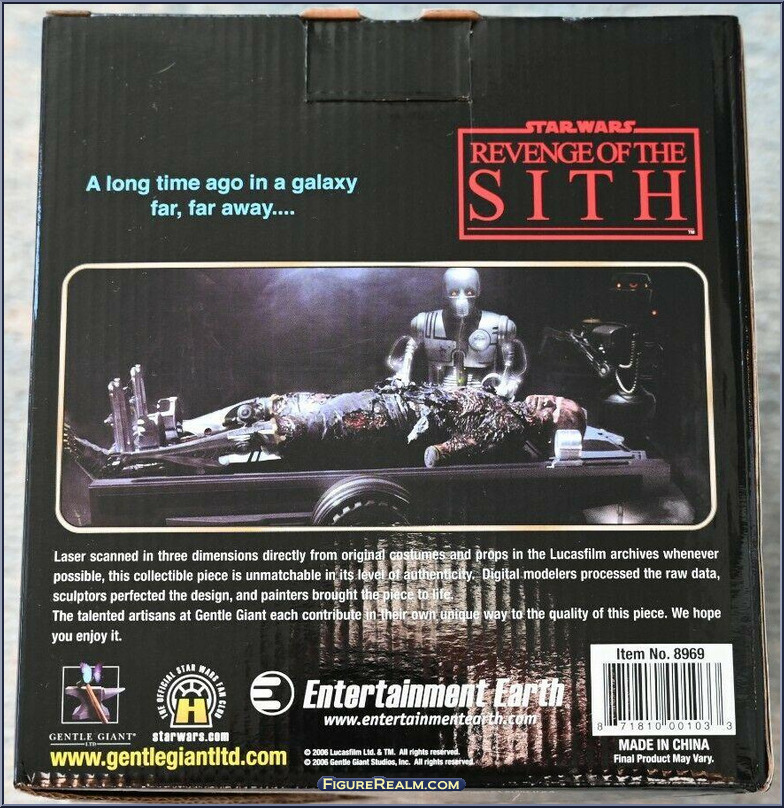 STAR WARS
REVENGE OF THE
SITH
TM
A long time ago in a galaxy
far, far away....
Laser scanned in three dimensions directly from original costumes and props in the Lucasfilm archives whenever
possible, this collectible piece is unmatchable in its level of authenticity. Digital modelers processed the raw data,
sculptors perfected the design, and painters brought the piece to life.
The talented artisans at Gentle Giant each contribute in their own unique way to the quality of this piece. We hope
you enjoy it.
GENTLE GIANT®
LTD
www.gentlegiantltd.com
THE OFFICIAL STAR WARS FAN CLUB
H
starwars.com
Entertainment Earth
www.entertainmentearth.com
© 2006 Lucasfilm Ltd. & TM. All rights reserved.
© 2006 Gentle Giant Studios, Inc. All rights reserved.
Item No. 8969
8 71810 00103 3
MADE IN CHINA
Final Product May Vary.
FIGUREREALM.COM